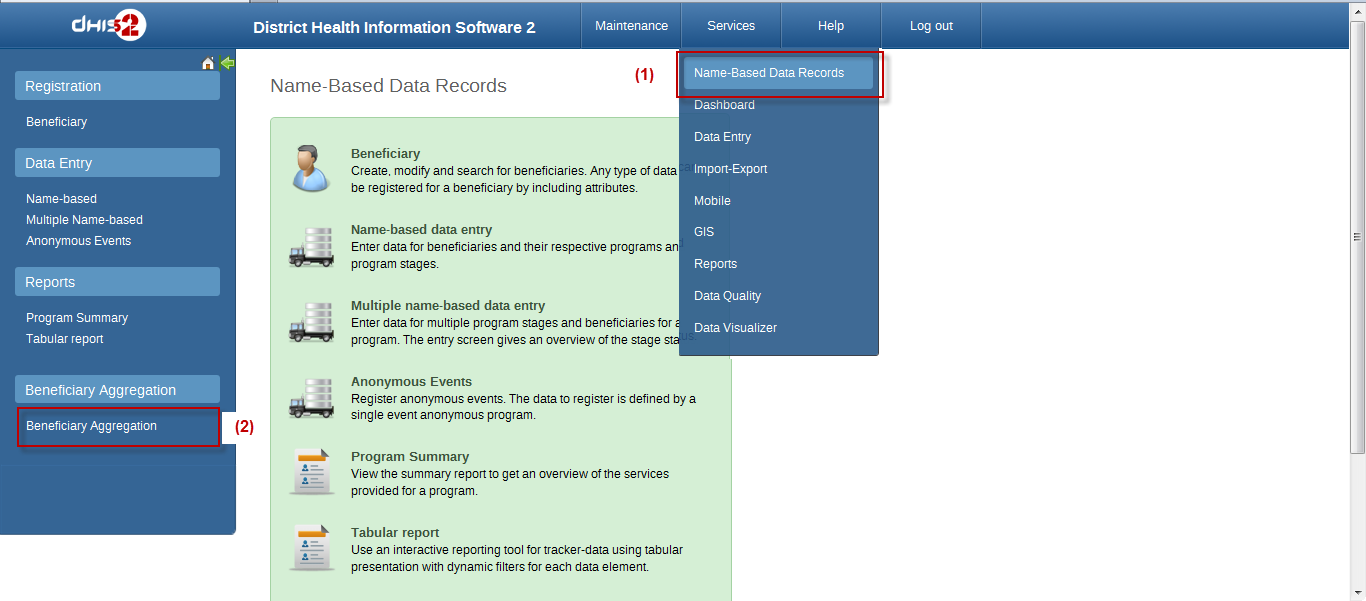 dhis2
District Health Information Software 2
Maintenance
Services
Help
Log out
Registration
Beneficiary
Data Entry
Name-based
Multiple Name-based
Anonymous Events
Reports
Program Summary
Tabular report
Beneficiary Aggregation
Beneficiary Aggregation
(2)
(1)
Name-Based Data Records
Dashboard
Data Entry
Import-Export
Mobile
GIS
Reports
Data Quality
Data Visualizer
Name-Based Data Records
Beneficiary
Create, modify and search for beneficiaries. Any type of data
be registered for a beneficiary by including attributes.
Name-based data entry
Enter data for beneficiaries and their respective programs and
program stages.
Multiple name-based data entry
Enter data for multiple program stages and beneficiaries for a
program. The entry screen gives an overview of the stage status.
Anonymous Events
Register anonymous events. The data to register is defined by a
single event anonymous program.
Program Summary
View the summary report to get an overview of the services
provided for a program.
Tabular report
Use an interactive reporting tool for tracker-data using tabular
presentation with dynamic filters for each data element.